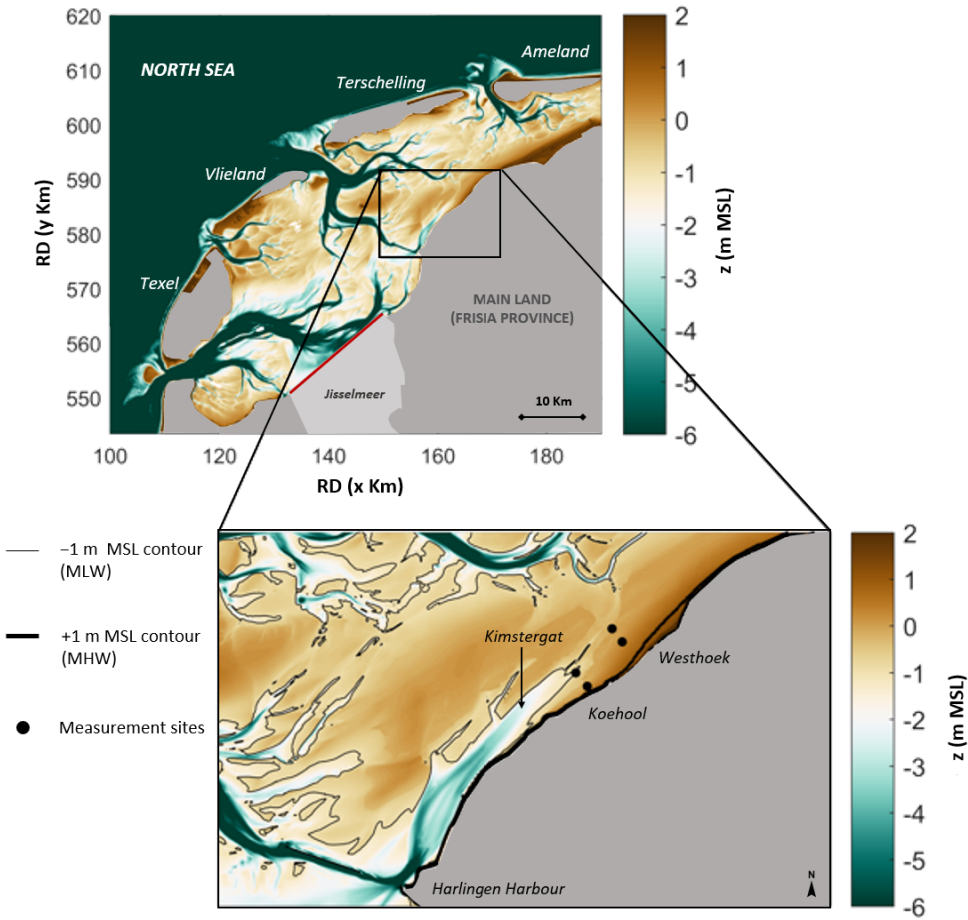 620
610
600
590
580
570
560
550
RD (y Km)
100
120
140
160
180
RD (x Km)
NORTH SEA
Ameland
Terschelling
Vlieland
Texel
MAIN LAND
(FRISIA PROVINCE)
Jisselmeer
10 Km
2
1
0
-1
-2
-3
-4
-5
-6
z (m MSL)
−1 m MSL contour
(MLW)
+1 m MSL contour
(MHW)
Measurement sites
Kimstergat
Westhoek
Koehool
Harlingen Harbour
N
2
1
0
-1
-2
-3
-4
-5
-6
z (m MSL)